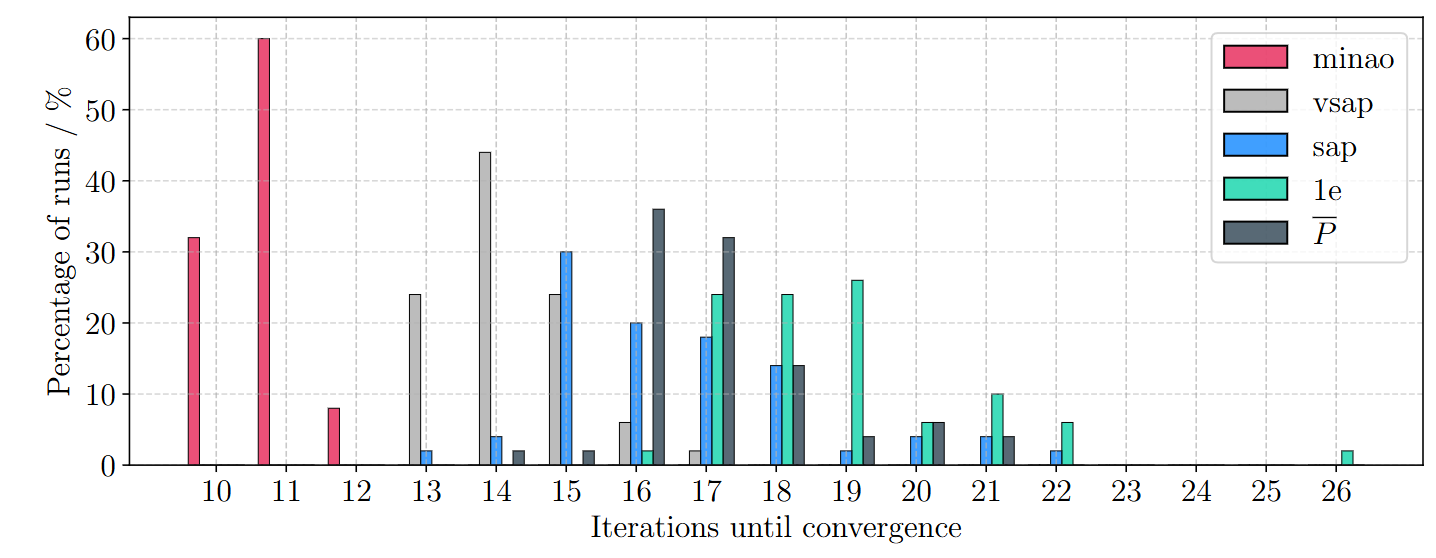 Percentage of runs / %
60
50
40
30
20
10
0
minao
vsap
sap
1e
P̅
10 11 12 13 14 15 16 17 18 19 20 21 22 23 24 25 26
Iterations until convergence